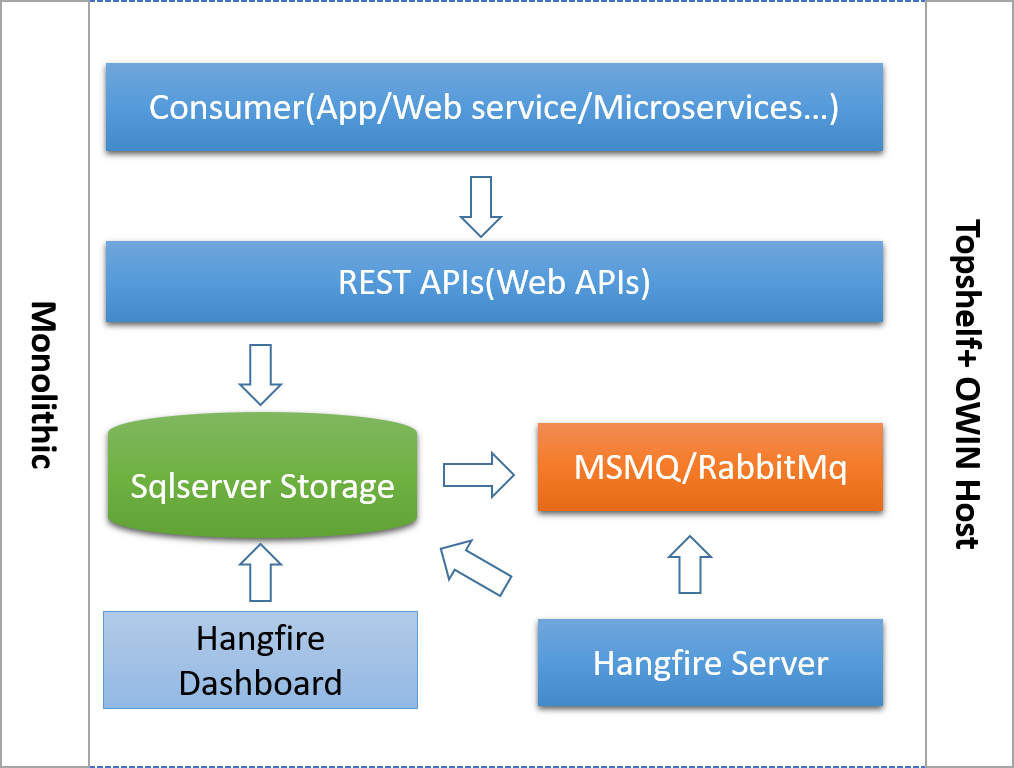 Consumer(App/Web service/Microservices...)
REST APIs(Web APIs)
Monolithic
Topshelf+ OWIN Host
Sqlserver Storage
MSMQ/RabbitMq
Hangfire
Dashboard
Hangfire Server